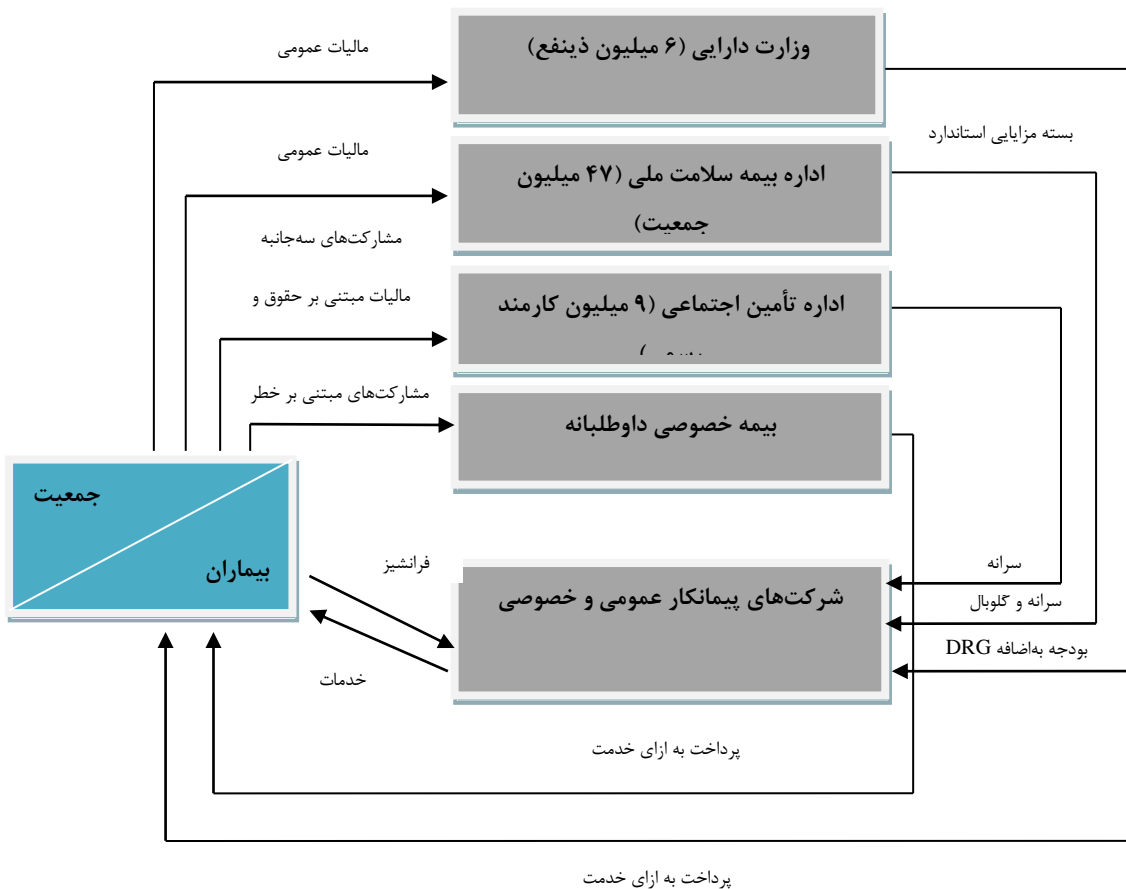 وزارت دارایی (۶ میلیون ذینفع)
مالیات عمومی
بسته مزایایی استاندارد
مالیات عمومی
اداره بیمه سلامت ملی (۴۷ میلیون
جمعیت)
مشارکت‌های سه‌جانبه
مالیات مبتنی بر حقوق و
اداره تأمین اجتماعی (۹ میلیون کارمند
مشارکت‌های مبتنی بر خطر
بیمه خصوصی داوطلبانه
جمعیت
بیماران
فرانشیز
خدمات
شرکت‌های پیمانکار عمومی و خصوصی
سرانه
سرانه و گلوبال
بودجه به‌اضافه DRG
پرداخت به ازای خدمت
پرداخت به ازای خدمت